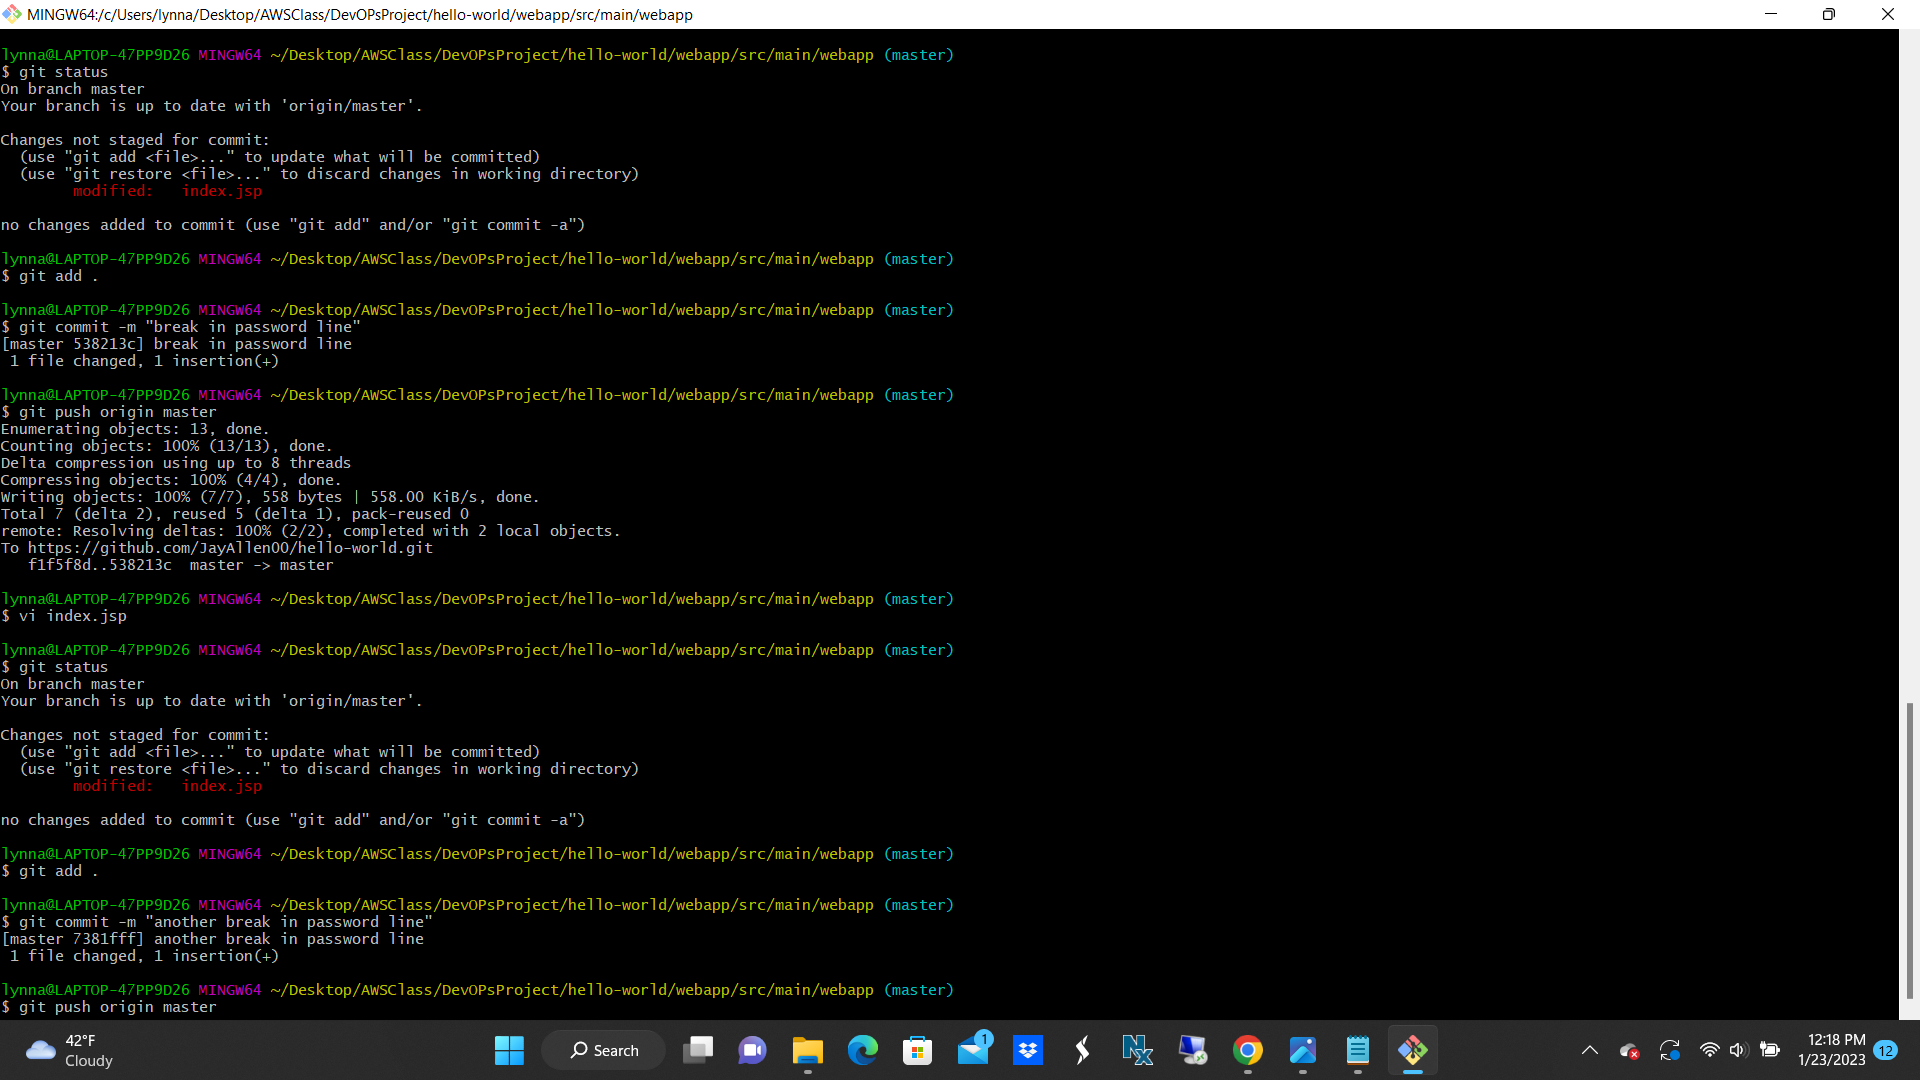 MINGW64:/c/Users/lynna/Desktop/AWSClass/DevOPsProject/hello-world/webapp/src/main/webapp
lynna@LAPTOP-47PP9D26 MINGW64 ~/Desktop/AWSClass/DevOPsProject/hello-world/webapp/src/main/webapp (master)
$ git status
On branch master
Your branch is up to date with 'origin/master'.
Changes not staged for commit:
  (use "git add <file>..." to update what will be committed)
  (use "git restore <file>..." to discard changes in working directory)
        modified:   index.jsp
no changes added to commit (use "git add" and/or "git commit -a")
lynna@LAPTOP-47PP9D26 MINGW64 ~/Desktop/AWSClass/DevOPsProject/hello-world/webapp/src/main/webapp (master)
$ git add .
lynna@LAPTOP-47PP9D26 MINGW64 ~/Desktop/AWSClass/DevOPsProject/hello-world/webapp/src/main/webapp (master)
$ git commit -m "break in password line"
[master 538213c] break in password line
 1 file changed, 1 insertion(+)
lynna@LAPTOP-47PP9D26 MINGW64 ~/Desktop/AWSClass/DevOPsProject/hello-world/webapp/src/main/webapp (master)
$ git push origin master
Enumerating objects: 13, done.
Counting objects: 100% (13/13), done.
Delta compression using up to 8 threads
Compressing objects: 100% (4/4), done.
Writing objects: 100% (7/7), 558 bytes | 558.00 KiB/s, done.
Total 7 (delta 2), reused 5 (delta 1), pack-reused 0
remote: Resolving deltas: 100% (2/2), completed with 2 local objects.
To https://github.com/JayAllen00/hello-world.git
   f1f5f8d..538213c  master -> master
lynna@LAPTOP-47PP9D26 MINGW64 ~/Desktop/AWSClass/DevOPsProject/hello-world/webapp/src/main/webapp (master)
$ vi index.jsp
lynna@LAPTOP-47PP9D26 MINGW64 ~/Desktop/AWSClass/DevOPsProject/hello-world/webapp/src/main/webapp (master)
$ git status
On branch master
Your branch is up to date with 'origin/master'.
Changes not staged for commit:
  (use "git add <file>..." to update what will be committed)
  (use "git restore <file>..." to discard changes in working directory)
        modified:   index.jsp
no changes added to commit (use "git add" and/or "git commit -a")
lynna@LAPTOP-47PP9D26 MINGW64 ~/Desktop/AWSClass/DevOPsProject/hello-world/webapp/src/main/webapp (master)
$ git add .
lynna@LAPTOP-47PP9D26 MINGW64 ~/Desktop/AWSClass/DevOPsProject/hello-world/webapp/src/main/webapp (master)
$ git commit -m "another break in password line"
[master 7381fff] another break in password line
 1 file changed, 1 insertion(+)
lynna@LAPTOP-47PP9D26 MINGW64 ~/Desktop/AWSClass/DevOPsProject/hello-world/webapp/src/main/webapp (master)
$ git push origin master
42°F
Cloudy
Search
1
Nx
12:18 PM
1/23/2023
12